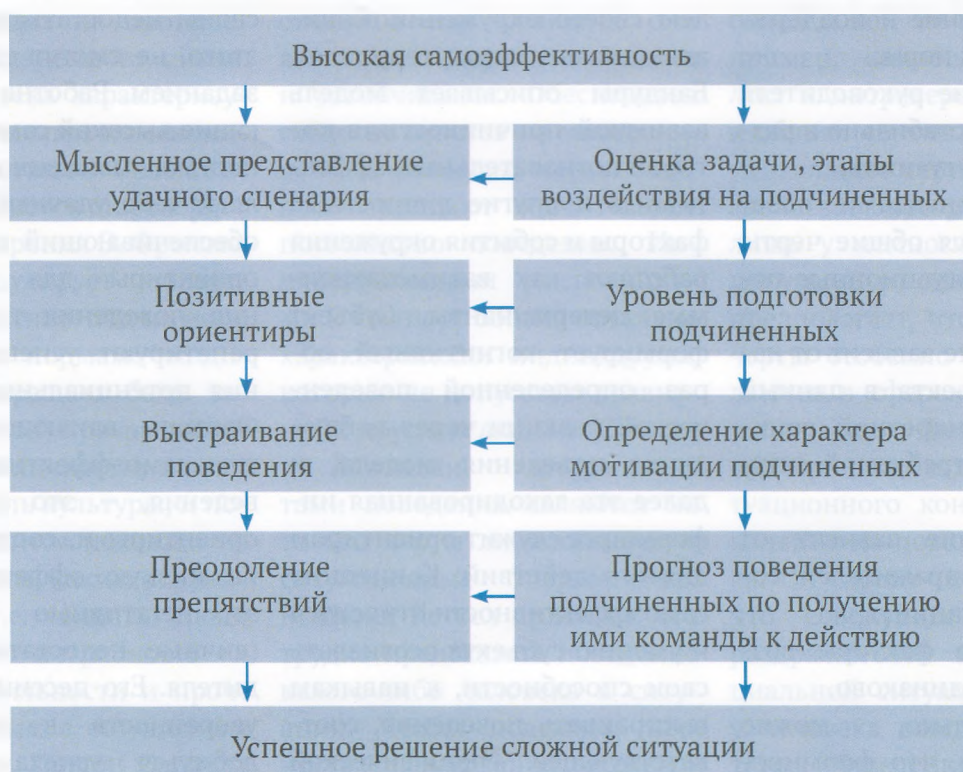 Высокая самоэффективность
Мысленное представление
удачного сценария
Оценка задачи, этапы
воздействия на подчиненных
Позитивные
ориентиры
Уровень подготовки
подчиненных
Выстраивание
поведения
Определение характера
мотивации подчиненных
Преодоление
препятствий
Прогноз поведения
подчиненных по получению
ими команды к действию
Успешное решение сложной ситуации